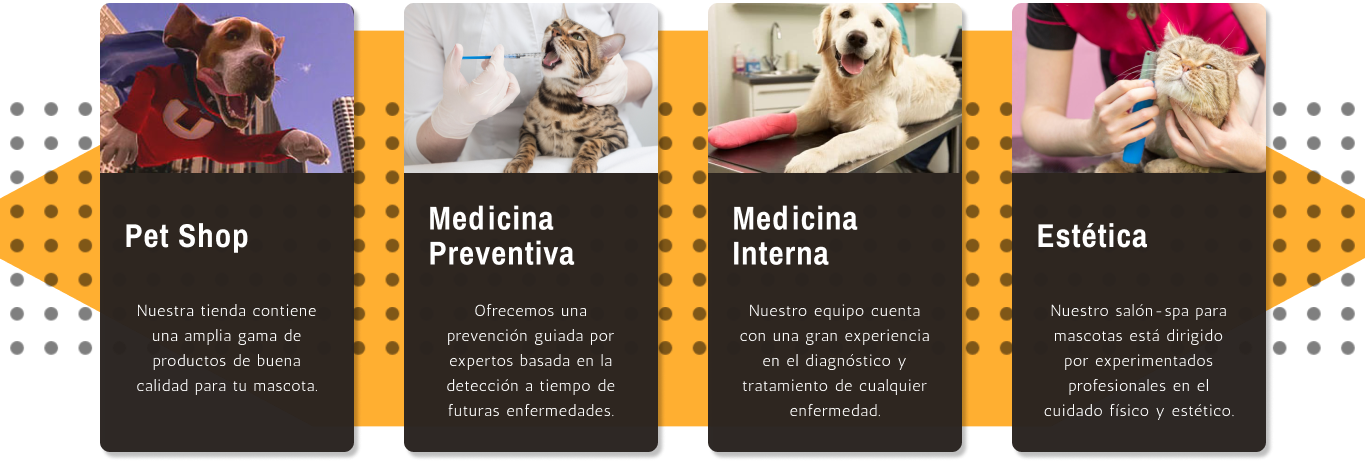 Pet Shop
Nuestra tienda contiene
una amplia gama de
productos de buena
calidad para tu mascota.
Medicina
Preventiva
Ofrecemos una
prevención guiada por
expertos basada en la
detección a tiempo de
futuras enfermedades.
Medicina
Interna
Nuestro equipo cuenta
con una gran experiencia
en el diagnóstico y
tratamiento de cualquier
enfermedad.
Estética
Nuestro salón-spa para
mascotas está dirigido
por experimentados
profesionales en el
cuidado físico y estético.